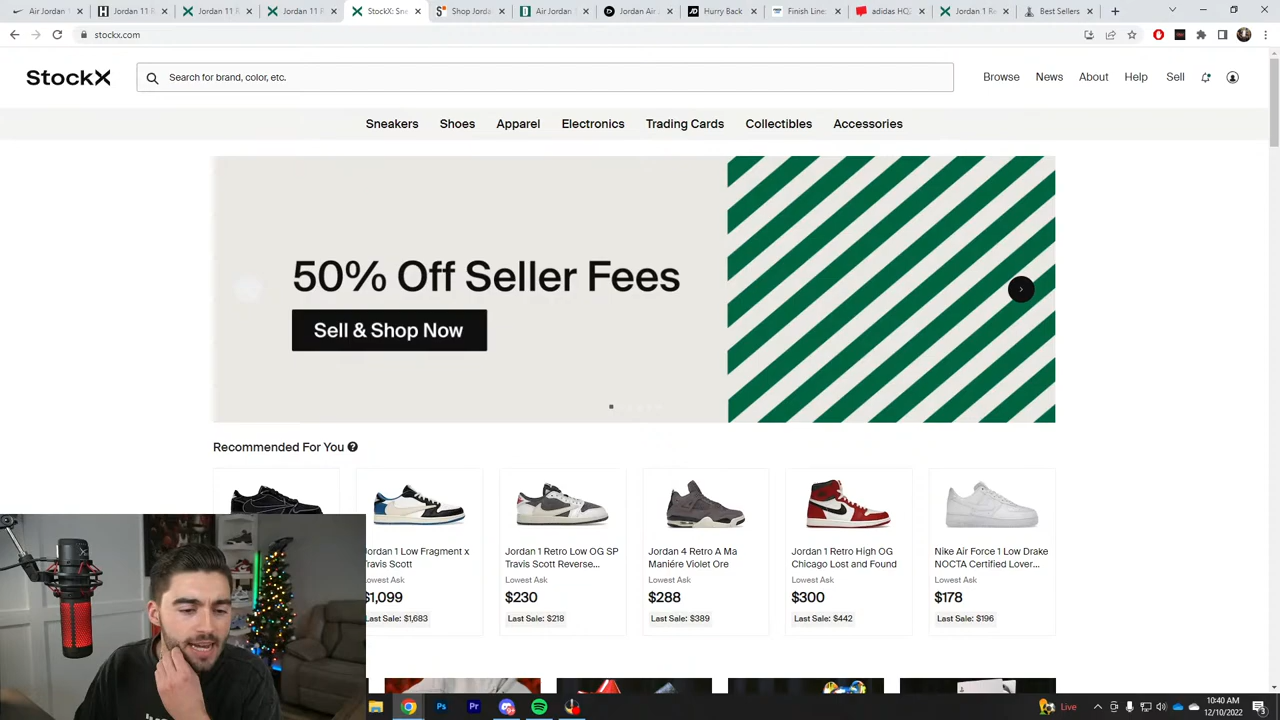 Air Jordan
Jordan 1 R
Jordan 11 R
Jordan 11 R
StockX: Sne
Shop Jorda
Air Jordan
Jordan Air
Hurry Back
Finish Line:
adidas HQ
Jordan 1 Re
Best Sellers
stockx.com
StockX
Search for brand, color, etc.
Browse News About Help Sell
Sneakers Shoes Apparel Electronics Trading Cards Collectibles Accessories
50% Off Seller Fees
Sell & Shop Now
Recommended For You ?
Jordan 1 Low Fragment x
Travis Scott
Lowest Ask
$1,099
Last Sale: $1,683
Jordan 1 Retro Low OG SP
Travis Scott Reverse...
Lowest Ask
$230
Last Sale: $218
Jordan 4 Retro A Ma
Maniére Violet Ore
Lowest Ask
$288
Last Sale: $389
Jordan 1 Retro High OG
Chicago Lost and Found
Lowest Ask
$300
Last Sale: $442
Nike Air Force 1 Low Drake
NOCTA Certified Lover...
Lowest Ask
$178
Last Sale: $196
Live
10:40 AM
12/10/2022